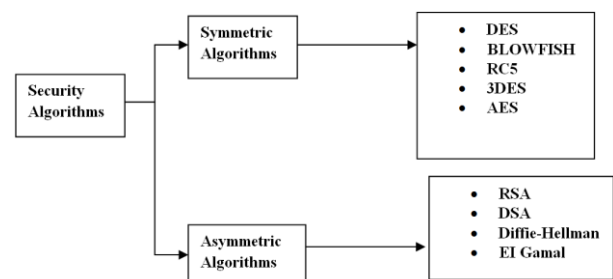 Security
Algorithms
Symmetric
Algorithms
• DES
• BLOWFISH
• RC5
• 3DES
• AES
Asymmetric
Algorithms
• RSA
• DSA
• Diffie-Hellman
• EI Gamal